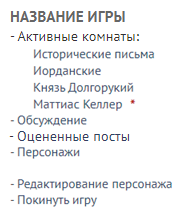 НАЗВАНИЕ ИГРЫ
- Активные комнаты:
Исторические письма
Иорданские
Князь Долгорукий
Маттиас Келлер *
- Обсуждение
- Оцененные посты
- Персонажи
- Редактирование персонажа
- Покинуть игру